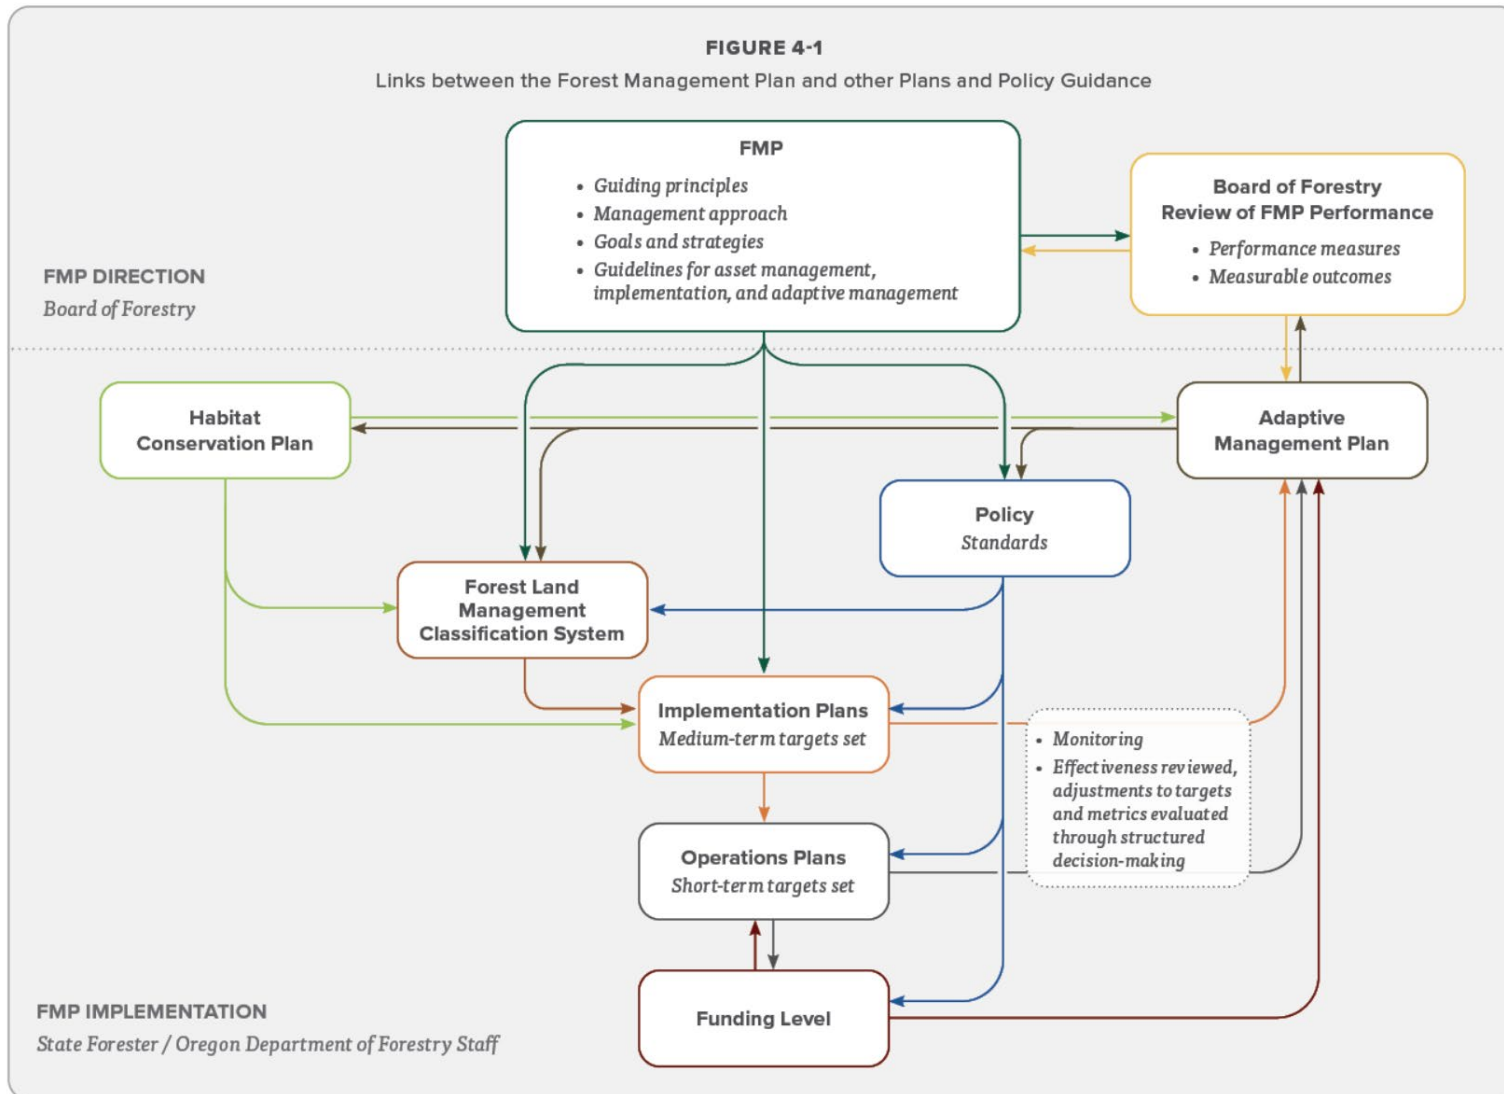 FIGURE 4-1
Links between the Forest Management Plan and other Plans and Policy Guidance
FMP
• Guiding principles
• Management approach
• Goals and strategies
• Guidelines for asset management,
implementation, and adaptive management
Board of Forestry
Review of FMP Performance
• Performance measures
• Measurable outcomes
FMP DIRECTION
Board of Forestry
Habitat
Conservation Plan
Adaptive
Management Plan
Policy
Standards
Forest Land
Management
Classification System
Implementation Plans
Medium-term targets set
• Monitoring
• Effectiveness reviewed,
adjustments to targets
and metrics evaluated
through structured
decision-making
Operations Plans
Short-term targets set
Funding Level
FMP IMPLEMENTATION
State Forester / Oregon Department of Forestry Staff